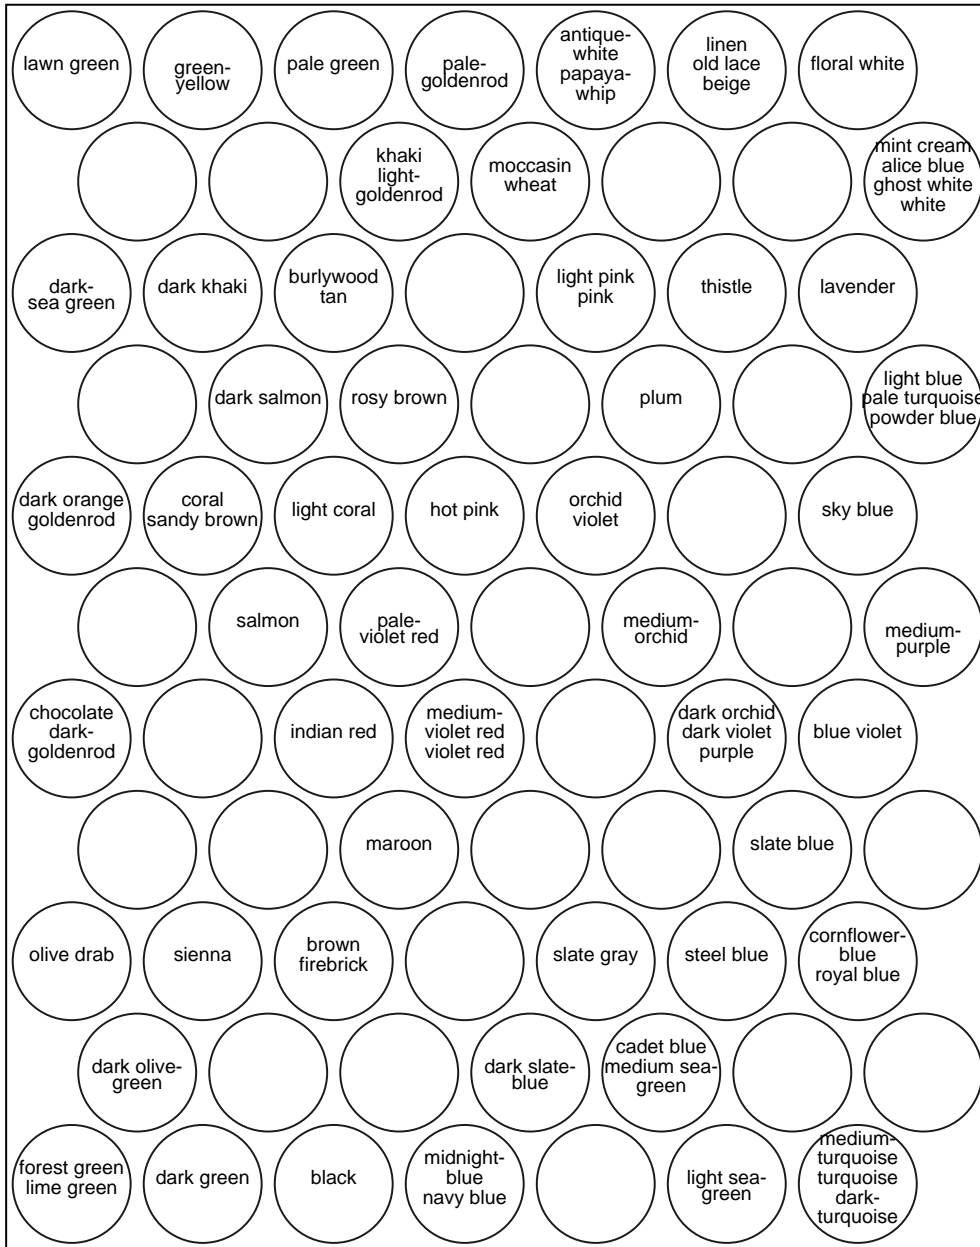 lawn green
green-
yellow
pale green
pale-
goldenrod
antique-
white
papaya-
whip
linen
old lace
beige
floral white
khaki
light-
goldenrod
moccasin
wheat
mint cream
alice blue
ghost white
white
dark-
sea green
dark khaki
burlywood
tan
light pink
pink
thistle
lavender
dark salmon
rosy brown
plum
light blue
pale turquoise
powder blue
dark orange
goldenrod
coral
sandy brown
light coral
hot pink
orchid
violet
sky blue
salmon
pale-
violet red
medium-
orchid
medium-
purple
chocolate
dark-
goldenrod
indian red
medium-
violet red
violet red
dark orchid
dark violet
purple
blue violet
maroon
slate blue
olive drab
sienna
brown
firebrick
slate gray
steel blue
cornflower-
blue
royal blue
dark olive-
green
dark slate-
blue
cadet blue
medium sea-
green
forest green
lime green
dark green
black
midnight-
blue
navy blue
light sea-
green
medium-
turquoise
turquoise
dark-
turquoise